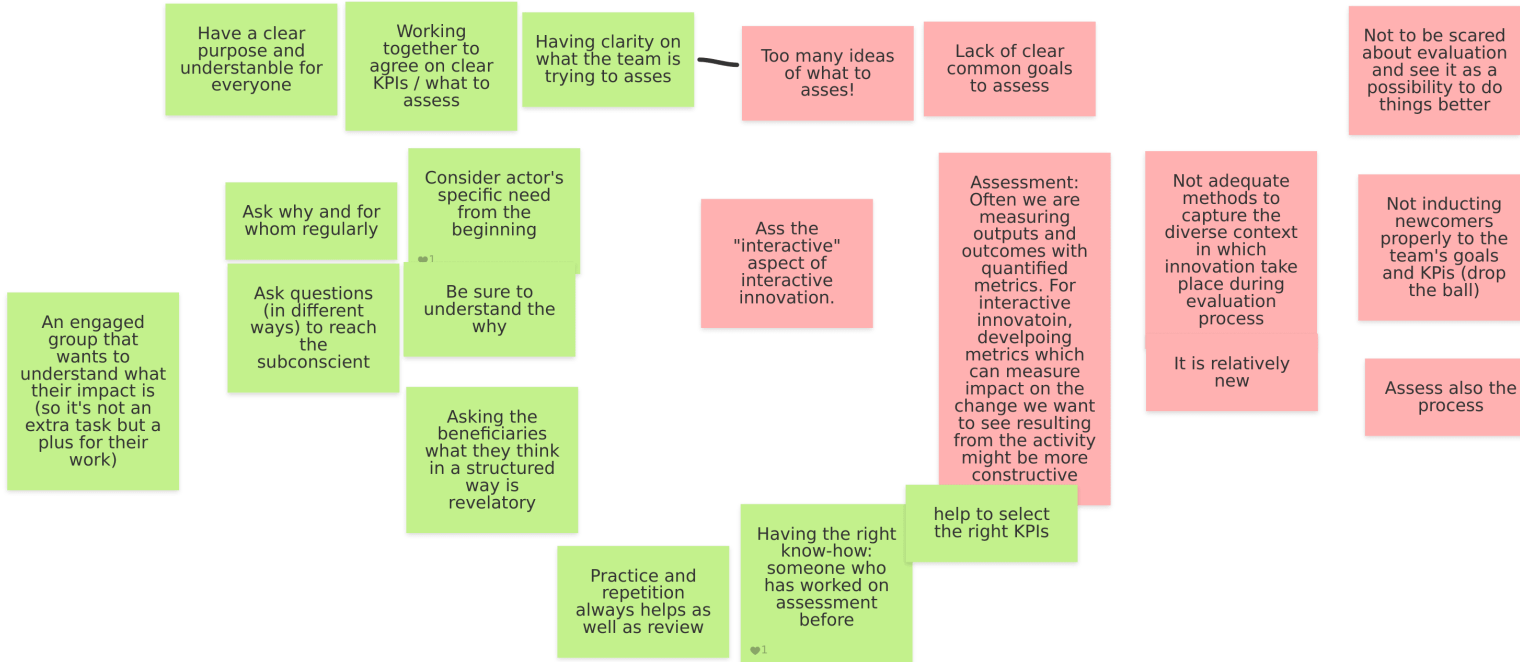 Have a clear
purpose and
understanble for
everyone
Working
together to
agree on clear
KPIs / what to
assess
Having clarity on
what the team is
trying to asses
Too many ideas
of what to
asses!
Lack of clear
common goals
to assess
Not to be scared
about evaluation
and see it as a
possibility to do
things better
Ask why and for
whom regularly
Consider actor's
specific need
from the
beginning
1
Ass the
"interactive"
aspect of
interactive
innovation.
Assessment:
Often we are
measuring
outputs and
outcomes with
quantified
metrics. For
interactive
innovatoin,
develpoing
metrics which
can measure
impact on the
change we want
to see resulting
from the activity
might be more
constructive
Not adequate
methods to
capture the
diverse context
in which
innovation take
place during
evaluation
process
Not inducting
newcomers
properly to the
team's goals
and KPis (drop
the ball)
Ask questions
(in different
ways) to reach
the
subconscient
Be sure to
understand the
why
An engaged
group that
wants to
understand what
their impact is
(so it's not an
extra task but a
plus for their
work)
It is relatively
new
Assess also the
process
Asking the
beneficiaries
what they think
in a structured
way is
revelatory
help to select
the right KPIs
Having the right
know-how:
someone who
has worked on
assessment
before
1
Practice and
repetition
always helps as
well as review